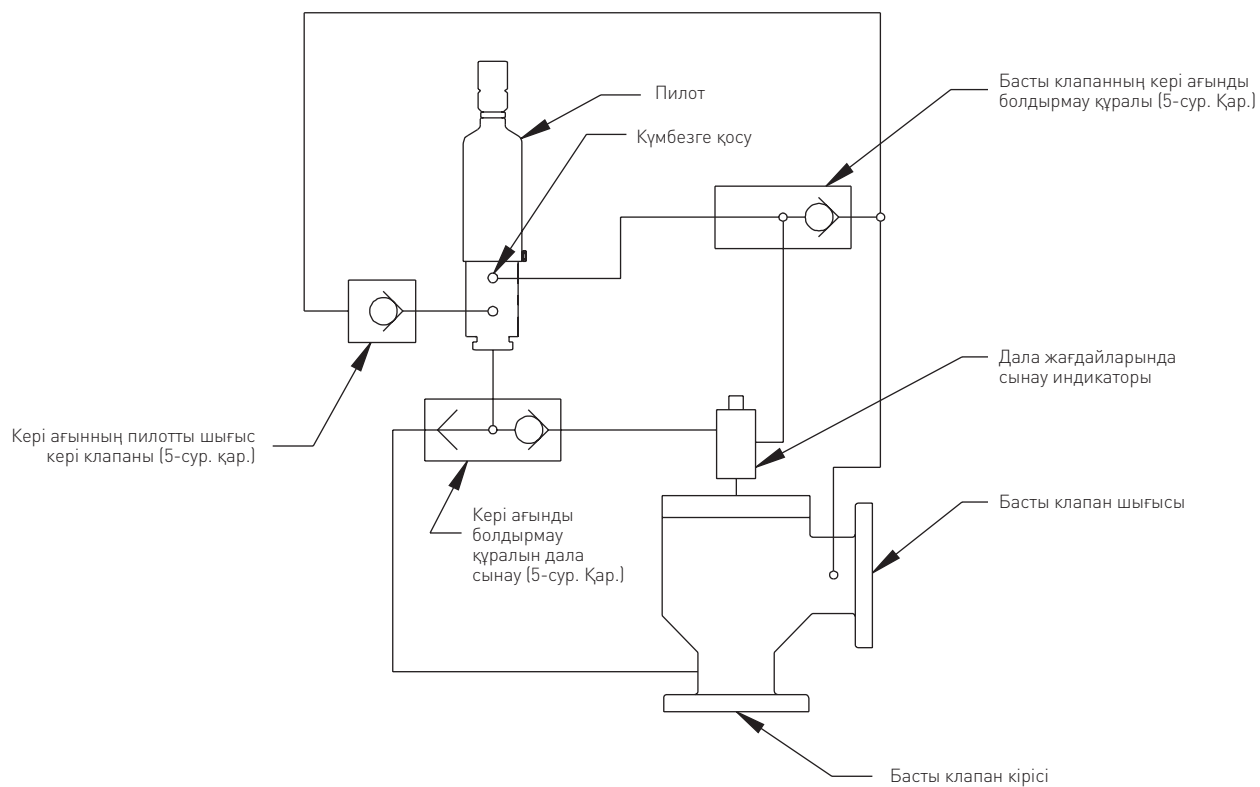 Пилот
Күмбезге қосу
Басты клапанның кері ағынды
болдырмау құралы (5-сур. Қар.)
Дала жағдайларында
сынау индикаторы
Кері ағынның пилотты шығыс
кері клапаны (5-сур. қар.)
Кері ағынды
болдырмау
құралын дала
сынау (5-сур. Қар.)
Басты клапан шығысы
Басты клапан кірісі